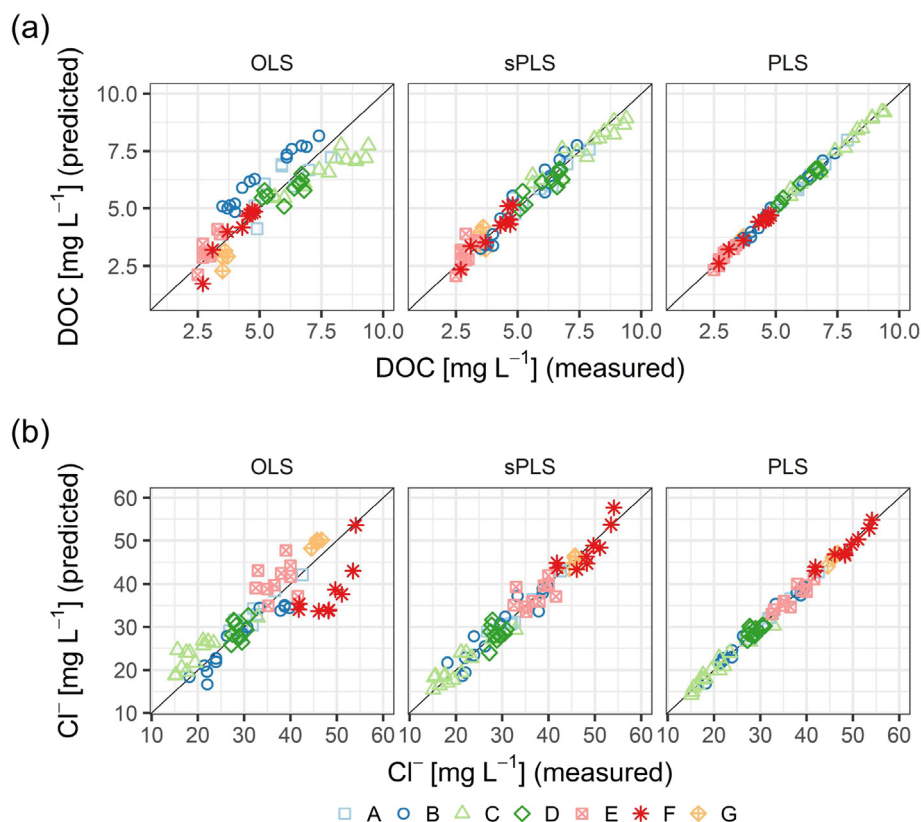 (a)
OLS sPLS PLS
DOC [mg L⁻¹] (predicted)
10.0
7.5
5.0
2.5
2.5 5.0 7.5 10.0 2.5 5.0 7.5 10.0 2.5 5.0 7.5 10.0
DOC [mg L⁻¹] (measured)
(b)
OLS sPLS PLS
Cl⁻ [mg L⁻¹] (predicted)
60
50
40
30
20
10
10 20 30 40 50 60 10 20 30 40 50 60 10 20 30 40 50 60
Cl⁻ [mg L⁻¹] (measured)
A B C D E F G